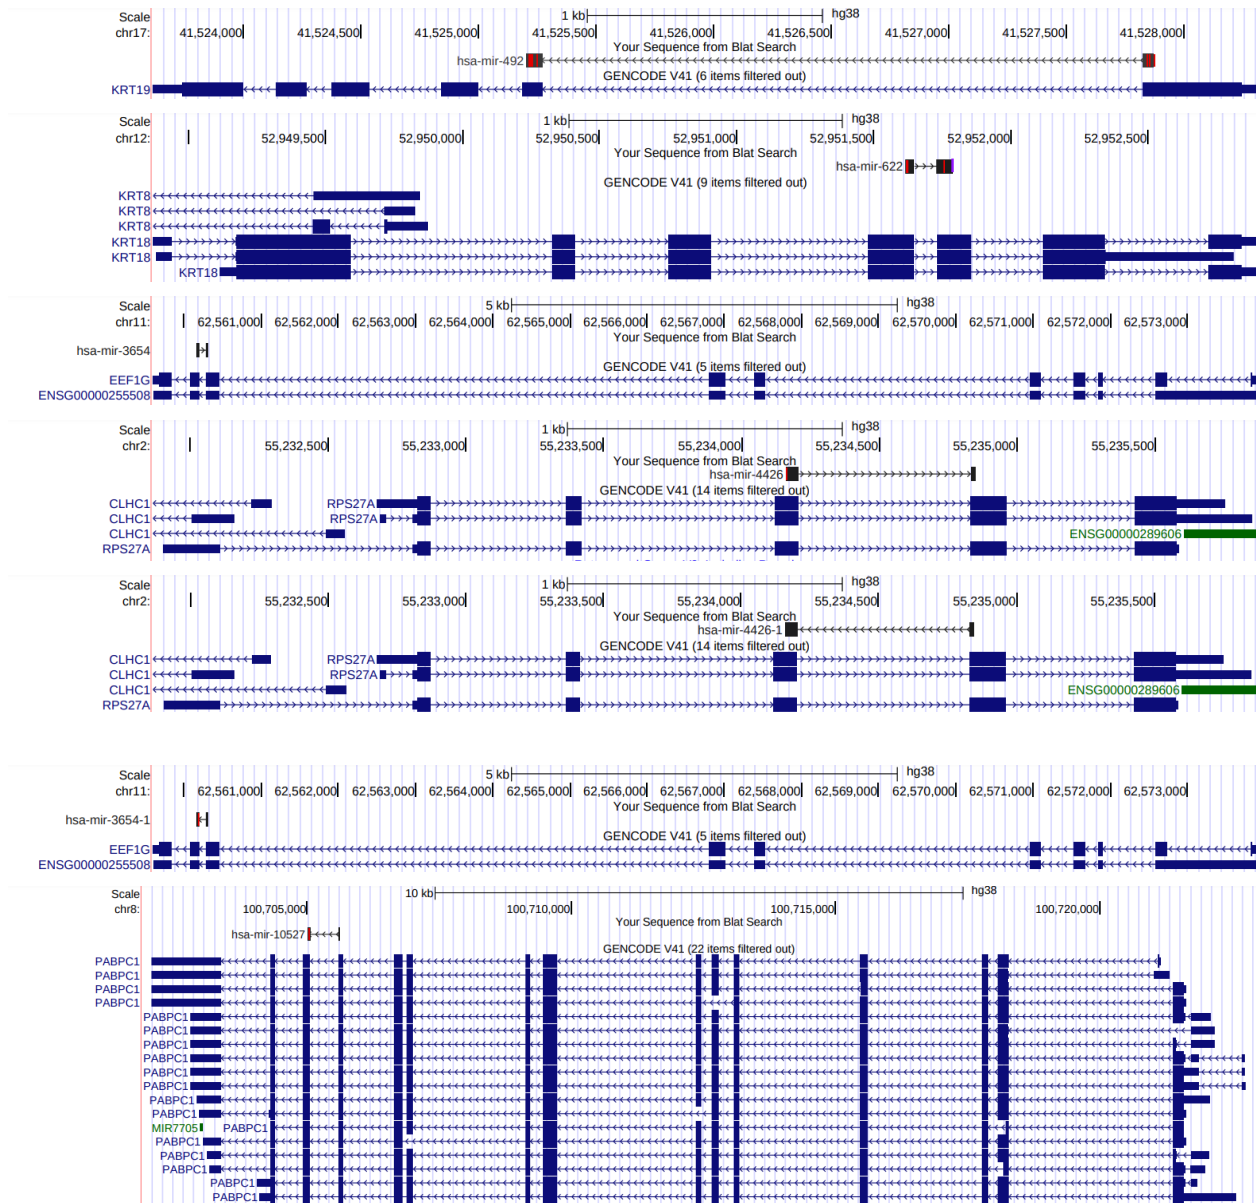 Scale 1 kb hg38
chr17: 41,524,000 41,524,500 41,525,000 41,525,500 41,526,000 41,526,500 41,527,000 41,527,500 41,528,000
Your Sequence from Blat Search
hsa-mir-492
GENCODE V41 (6 items filtered out)
KRT19
Scale 1 kb hg38
chr12: 52,949,500 52,950,000 52,950,500 52,951,000 52,951,500 52,952,000 52,952,500
Your Sequence from Blat Search
hsa-mir-622
GENCODE V41 (9 items filtered out)
KRT8
KRT8
KRT8
KRT18
KRT18
KRT18
Scale 5 kb hg38
chr11: 62,561,000 62,562,000 62,563,000 62,564,000 62,565,000 62,566,000 62,567,000 62,568,000 62,569,000 62,570,000 62,571,000 62,572,000 62,573,000
Your Sequence from Blat Search
hsa-mir-3654
GENCODE V41 (5 items filtered out)
EEF1G
ENSG00000255508
Scale 1 kb hg38
chr2: 55,232,500 55,233,000 55,233,500 55,234,000 55,234,500 55,235,000 55,235,500
Your Sequence from Blat Search
hsa-mir-4426
GENCODE V41 (14 items filtered out)
CLHC1 RPS27A
CLHC1 RPS27A
CLHC1 ENSG00000289606
RPS27A
Scale 1 kb hg38
chr2: 55,232,500 55,233,000 55,233,500 55,234,000 55,234,500 55,235,000 55,235,500
Your Sequence from Blat Search
hsa-mir-4426-1
GENCODE V41 (14 items filtered out)
CLHC1 RPS27A
CLHC1 RPS27A
CLHC1 ENSG00000289606
RPS27A
Scale 5 kb hg38
chr11: 62,561,000 62,562,000 62,563,000 62,564,000 62,565,000 62,566,000 62,567,000 62,568,000 62,569,000 62,570,000 62,571,000 62,572,000 62,573,000
Your Sequence from Blat Search
hsa-mir-3654-1
GENCODE V41 (5 items filtered out)
EEF1G
ENSG00000255508
Scale 10 kb hg38
chr8: 100,705,000 100,710,000 100,715,000 100,720,000
Your Sequence from Blat Search
hsa-mir-10527
GENCODE V41 (22 items filtered out)
PABPC1
PABPC1
PABPC1
PABPC1
PABPC1
PABPC1
PABPC1
PABPC1
PABPC1
PABPC1
PABPC1
PABPC1
MIR7705 PABPC1
PABPC1
PABPC1
PABPC1
PABPC1
PABPC1